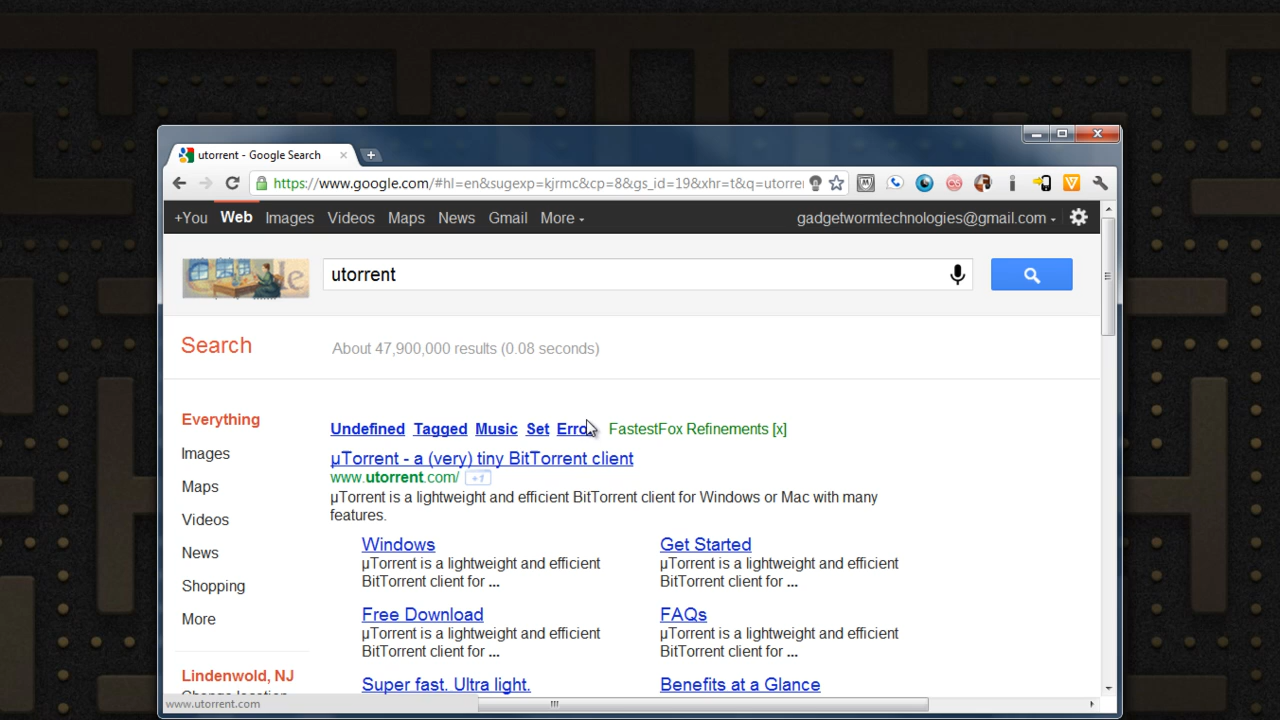 utorrent - Google Search
https://www.google.com/#hl=en&sugexp=kjrmc&cp=8&gs_id=19&xhr=t&q=utorre
+You Web Images Videos Maps News Gmail More gadgetwormtechnologies@gmail.com
utorrent
Search About 47,900,000 results (0.08 seconds)
Everything
Images
Maps
Videos
News
Shopping
More
Lindenwold, NJ
Change location
Undefined Tagged Music Set FastestFox Refinements [x]
µTorrent - a (very) tiny BitTorrent client
www.utorrent.com/ +1
µTorrent is a lightweight and efficient BitTorrent client for Windows or Mac with many
features.
Windows
µTorrent is a lightweight and efficient
BitTorrent client for ...
Get Started
µTorrent is a lightweight and efficient
BitTorrent client for ...
Free Download
µTorrent is a lightweight and efficient
BitTorrent client for ...
FAQs
µTorrent is a lightweight and efficient
BitTorrent client for ...
Super fast. Ultra light.
Benefits at a Glance
www.utorrent.com